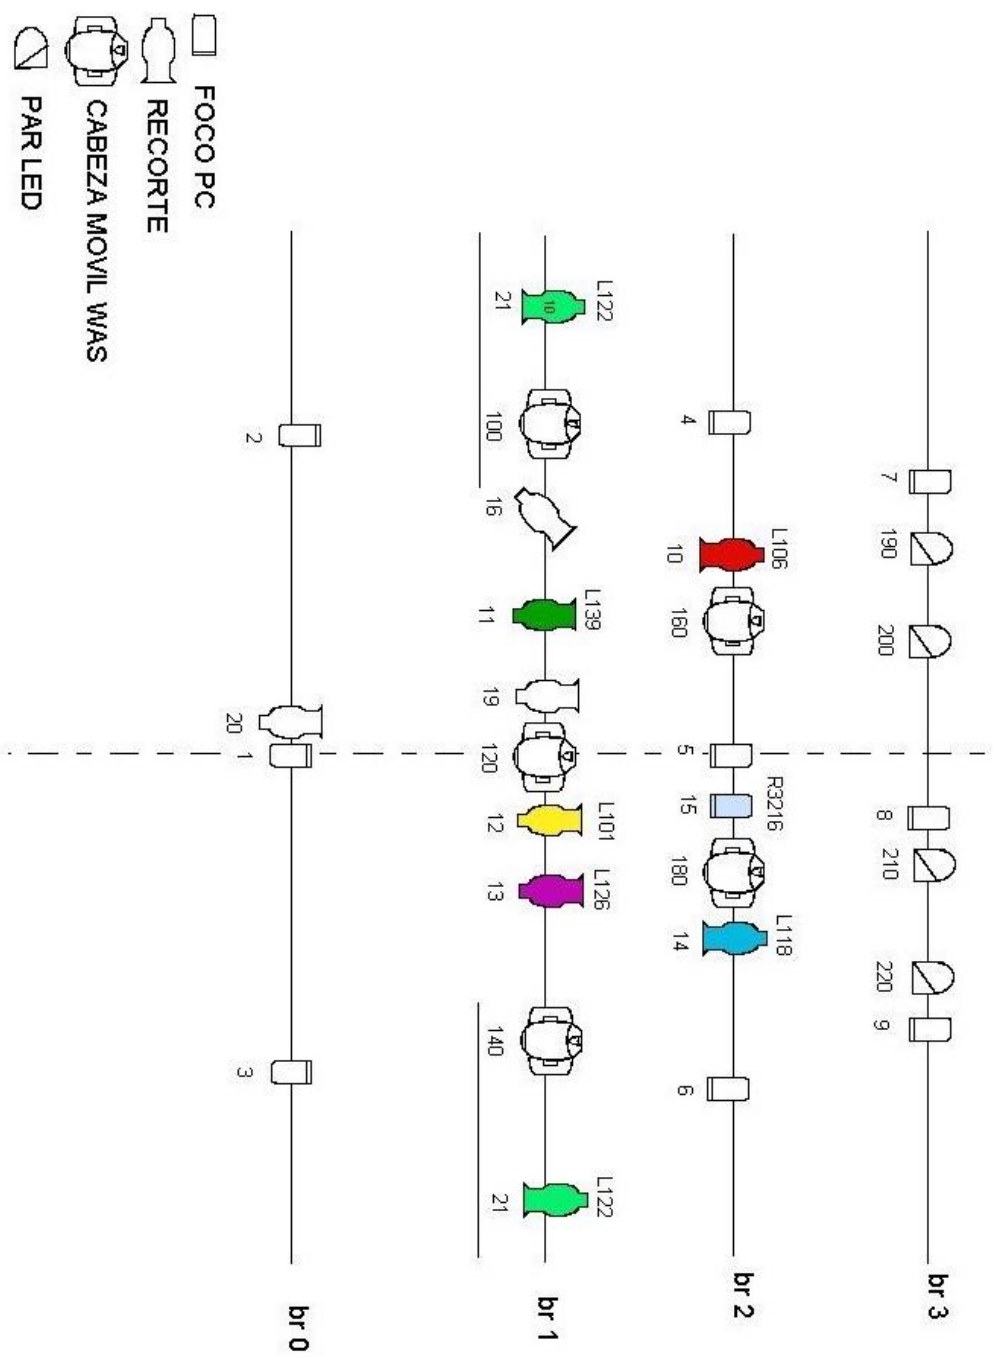 7 190 200 8 210 220 9 br 3
L106 R3216 L118
4 10 160 5 15 180 14 6 br 2
L122 L139 L101 L126 L122
10
21 100 16 11 19 120 12 13 140 21 br 1
2 20 1 3 br 0
FOCO PC
RECORTE
CABEZA MOVIL WAS
PAR LED